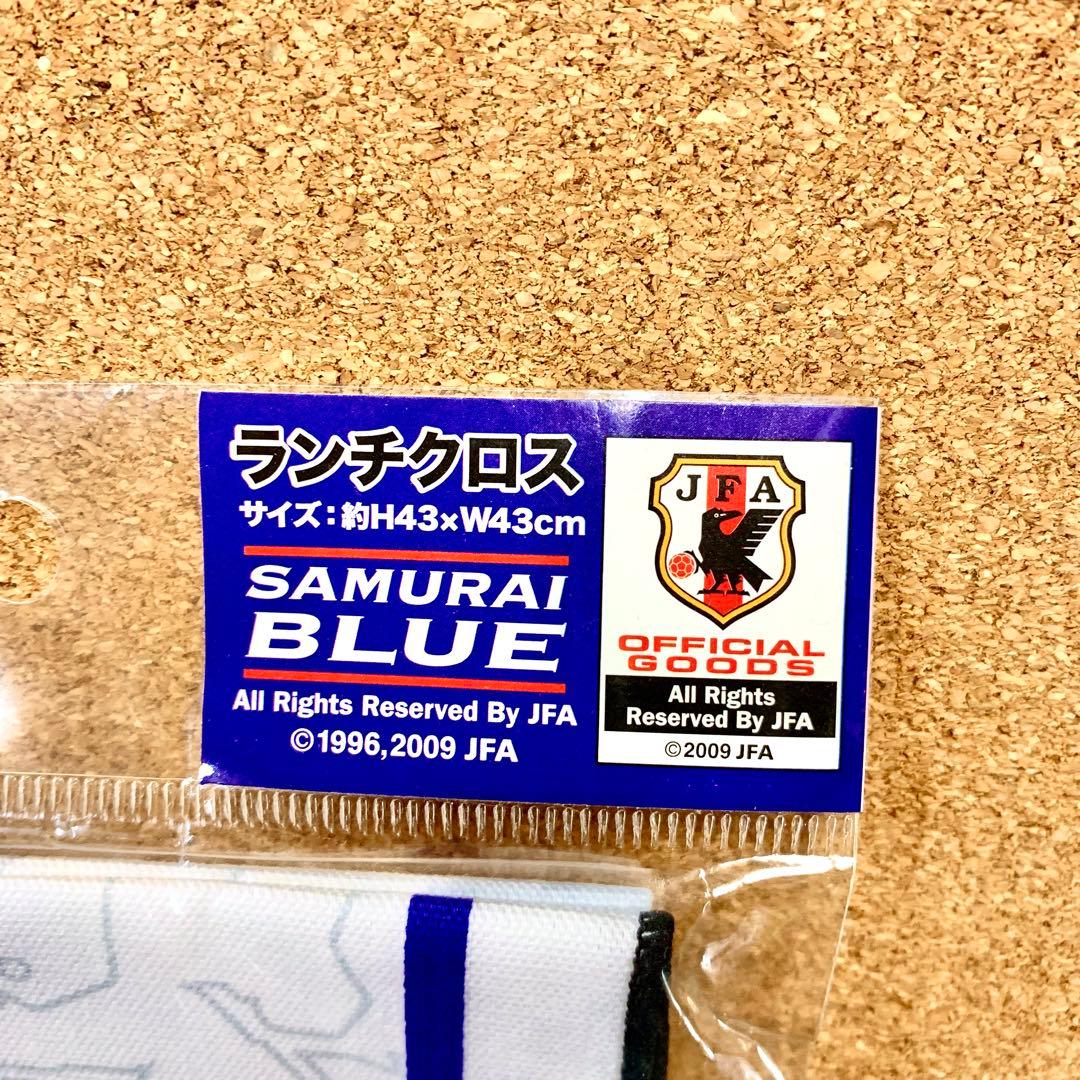 ランチクロス
サイズ：約H43×W43cm
SAMURAI
BLUE
All Rights Reserved By JFA
©1996,2009 JFA
JFA
OFFICIAL
GOODS
All Rights
Reserved By JFA
©2009 JFA